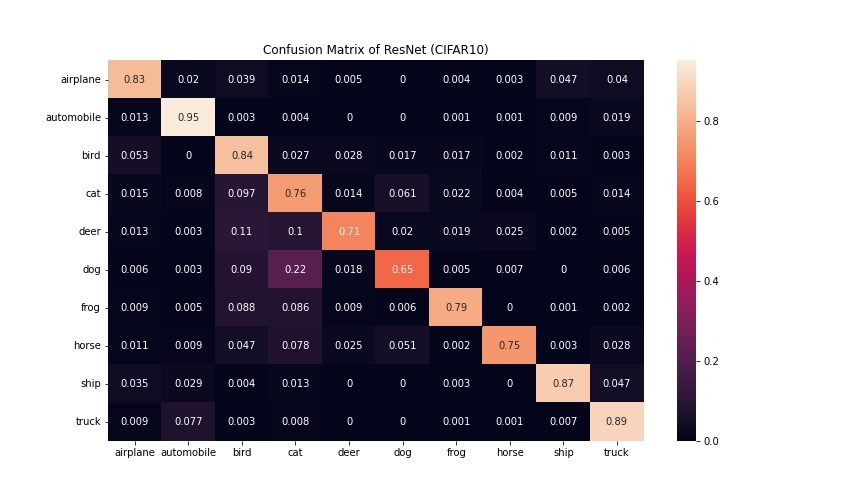 Confusion Matrix of ResNet (CIFAR10)
airplane 0.83 0.02 0.039 0.014 0.005 0 0.004 0.003 0.047 0.04
automobile 0.013 0.95 0.003 0.004 0 0 0.001 0.001 0.009 0.019
bird 0.053 0 0.84 0.027 0.028 0.017 0.017 0.002 0.011 0.003
cat 0.015 0.008 0.097 0.76 0.014 0.061 0.022 0.004 0.005 0.014
deer 0.013 0.003 0.11 0.1 0.71 0.02 0.019 0.025 0.002 0.005
dog 0.006 0.003 0.09 0.22 0.018 0.65 0.005 0.007 0 0.006
frog 0.009 0.005 0.088 0.086 0.009 0.006 0.79 0 0.001 0.002
horse 0.011 0.009 0.047 0.078 0.025 0.051 0.002 0.75 0.003 0.028
ship 0.035 0.029 0.004 0.013 0 0 0.003 0 0.87 0.047
truck 0.009 0.077 0.003 0.008 0 0 0.001 0.001 0.007 0.89
airplane automobile bird cat deer dog frog horse ship truck
0.8
0.6
0.4
0.2
0.0